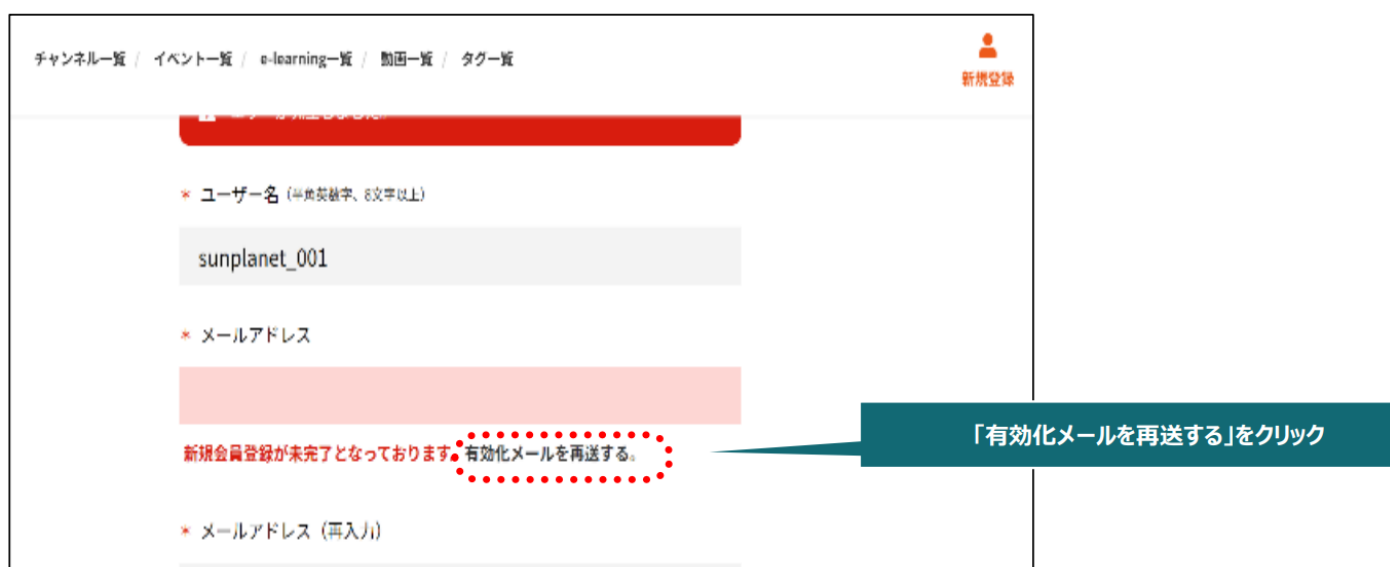 チャンネル一覧 / イベント一覧 / e-learning一覧 / 動画一覧 / タグ一覧
新規登録
* ユーザー名（半角英数字、8文字以上）
sunplanet_001
* メールアドレス
新規会員登録が未完了となっております。有効化メールを再送する。
「有効化メールを再送する」をクリック
* メールアドレス（再入力）